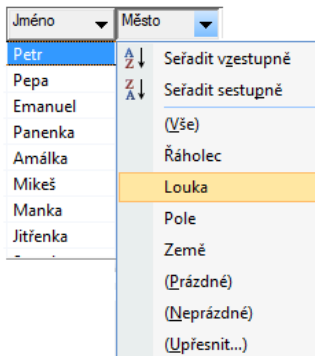 Jméno
Město
Petr
Pepa
Emanuel
Panenka
Amálka
Mikeš
Manka
Jitřenka
Seřadit vzestupně
Seřadit sestupně
(Vše)
Řáholec
Louka
Pole
Země
(Prázdné)
(Neprázdné)
(Upřesnit...)